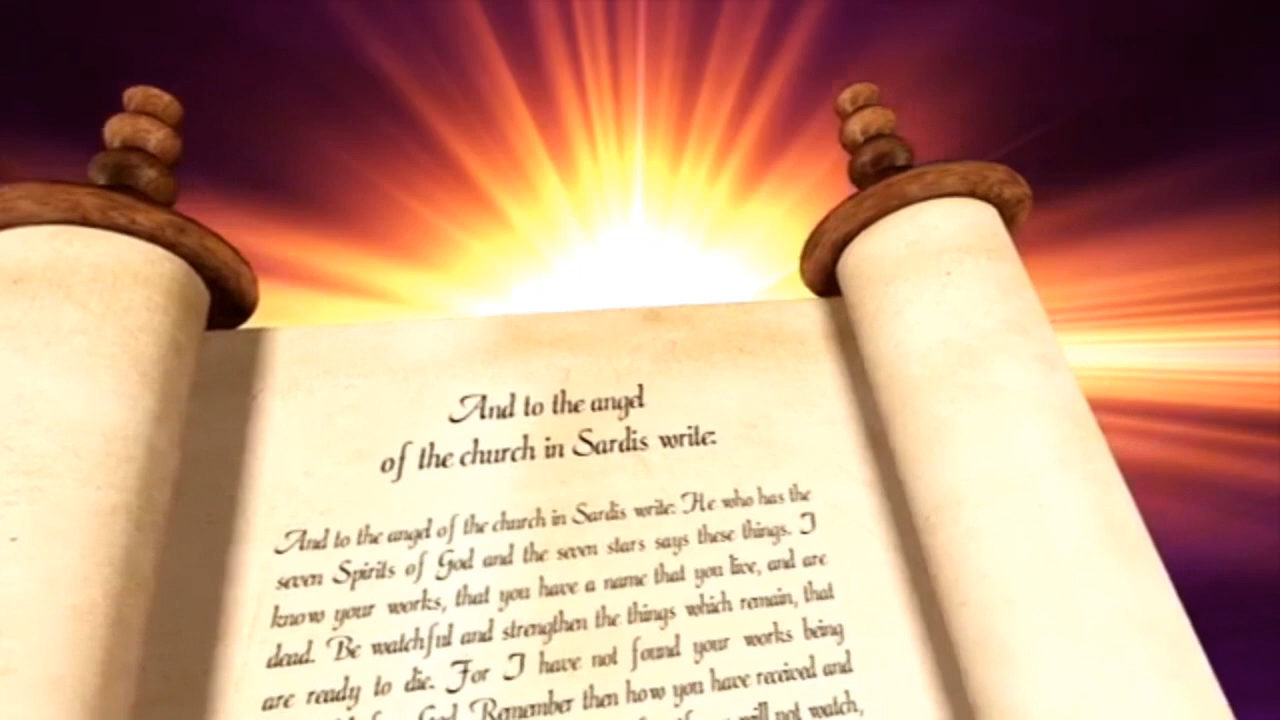 And to the angel
of the church in Sardis write:
And to the angel of the church in Sardis write: He who has the
seven Spirits of God and the seven stars says these things. I
know your works, that you have a name that you live, and are
dead. Be watchful and strengthen the things which remain, that
are ready to die. For I have not found your works being
God. Remember then how you have received and
will not watch,